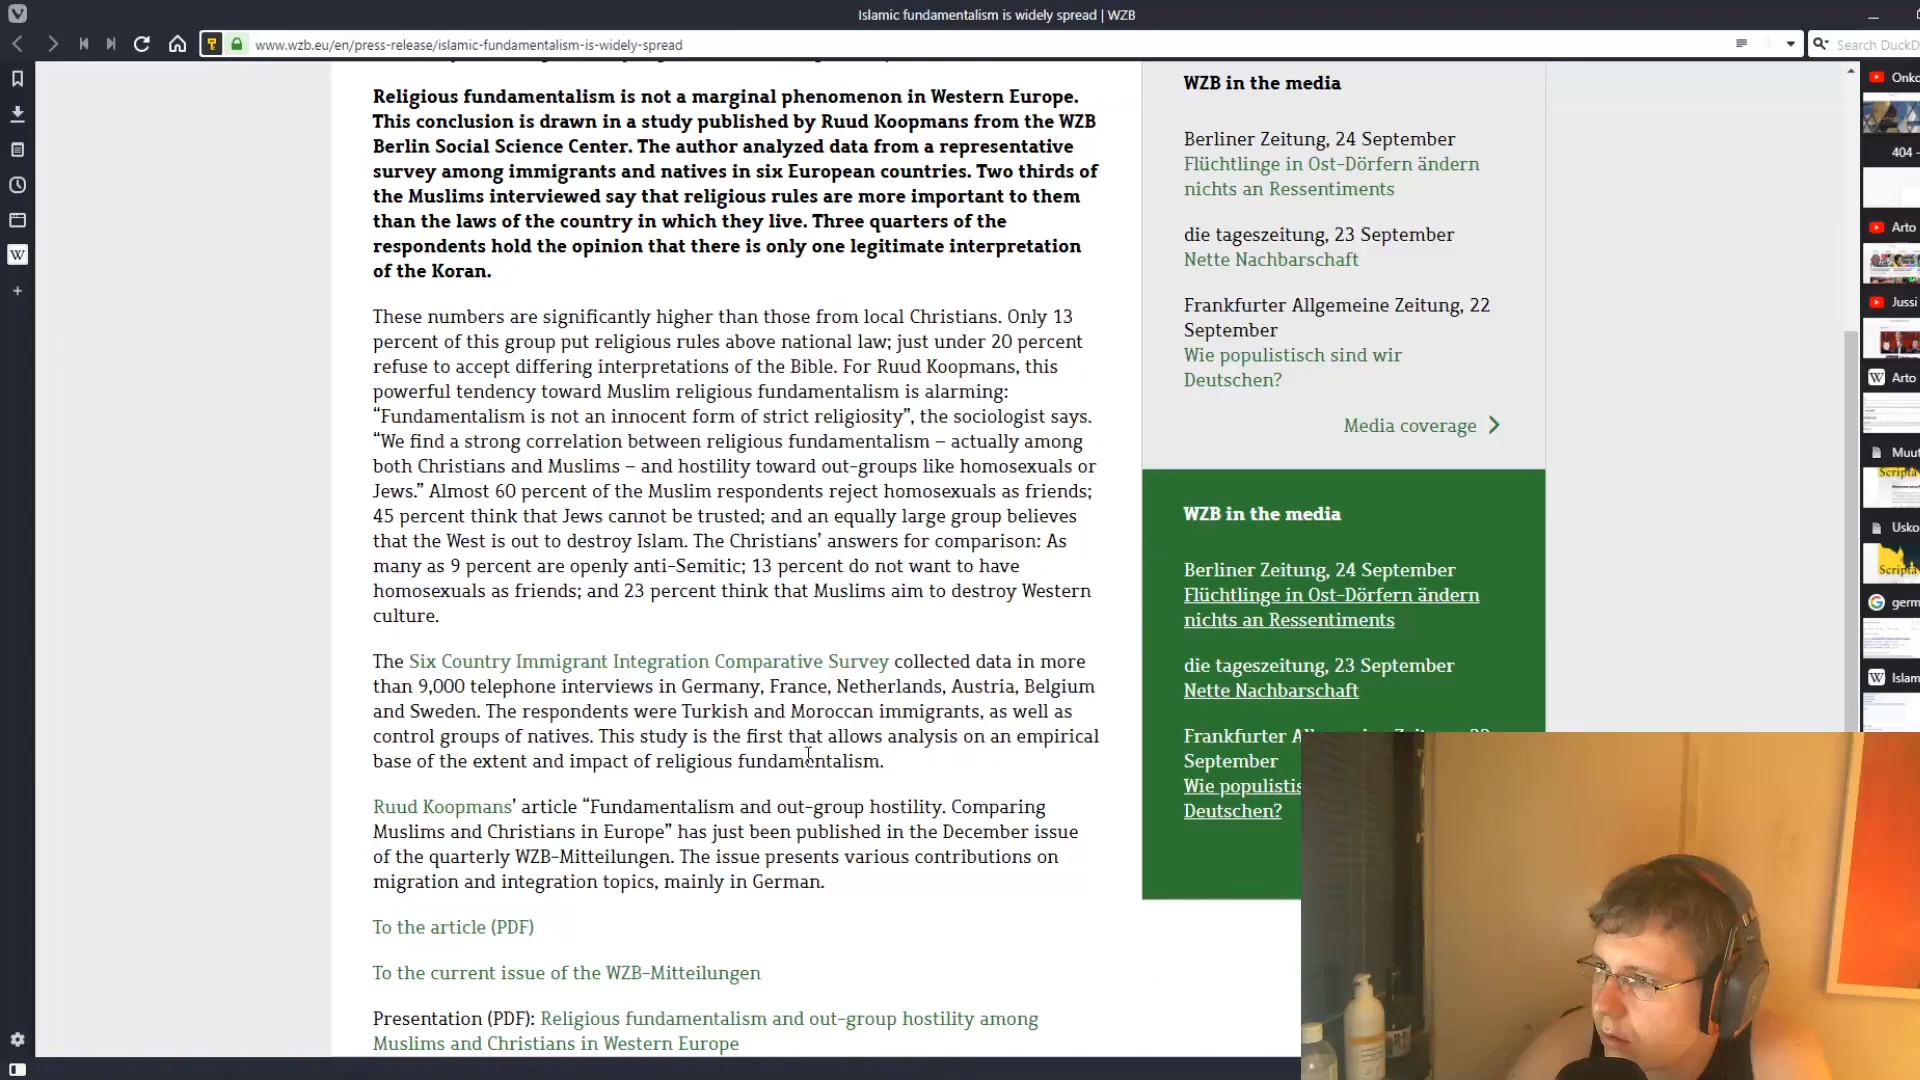 Islamic fundamentalism is widely spread | WZB
www.wzb.eu/en/press-release/islamic-fundamentalism-is-widely-spread
Search DuckD
Religious fundamentalism is not a marginal phenomenon in Western Europe.
This conclusion is drawn in a study published by Ruud Koopmans from the WZB
Berlin Social Science Center. The author analyzed data from a representative
survey among immigrants and natives in six European countries. Two thirds of
the Muslims interviewed say that religious rules are more important to them
than the laws of the country in which they live. Three quarters of the
respondents hold the opinion that there is only one legitimate interpretation
of the Koran.
These numbers are significantly higher than those from local Christians. Only 13
percent of this group put religious rules above national law; just under 20 percent
refuse to accept differing interpretations of the Bible. For Ruud Koopmans, this
powerful tendency toward Muslim religious fundamentalism is alarming:
“Fundamentalism is not an innocent form of strict religiosity”, the sociologist says.
“We find a strong correlation between religious fundamentalism – actually among
both Christians and Muslims – and hostility toward out-groups like homosexuals or
Jews.” Almost 60 percent of the Muslim respondents reject homosexuals as friends;
45 percent think that Jews cannot be trusted; and an equally large group believes
that the West is out to destroy Islam. The Christians’ answers for comparison: As
many as 9 percent are openly anti-Semitic; 13 percent do not want to have
homosexuals as friends; and 23 percent think that Muslims aim to destroy Western
culture.
The Six Country Immigrant Integration Comparative Survey collected data in more
than 9,000 telephone interviews in Germany, France, Netherlands, Austria, Belgium
and Sweden. The respondents were Turkish and Moroccan immigrants, as well as
control groups of natives. This study is the first that allows analysis on an empirical
base of the extent and impact of religious fundamentalism.
Ruud Koopmans’ article “Fundamentalism and out-group hostility. Comparing
Muslims and Christians in Europe” has just been published in the December issue
of the quarterly WZB-Mitteilungen. The issue presents various contributions on
migration and integration topics, mainly in German.
To the article (PDF)
To the current issue of the WZB-Mitteilungen
Presentation (PDF): Religious fundamentalism and out-group hostility among
Muslims and Christians in Western Europe
WZB in the media
Berliner Zeitung, 24 September
Flüchtlinge in Ost-Dörfern ändern
nichts an Ressentiments
die tageszeitung, 23 September
Nette Nachbarschaft
Frankfurter Allgemeine Zeitung, 22
September
Wie populistisch sind wir
Deutschen?
Media coverage
WZB in the media
Berliner Zeitung, 24 September
Flüchtlinge in Ost-Dörfern ändern
nichts an Ressentiments
die tageszeitung, 23 September
Nette Nachbarschaft
Frankfurter
September
Wie populistis
Deutschen?
Onko
404 -
Arto
Jussi
Arto
Muut
Scripta
Usko
Scripta
germ
Islam